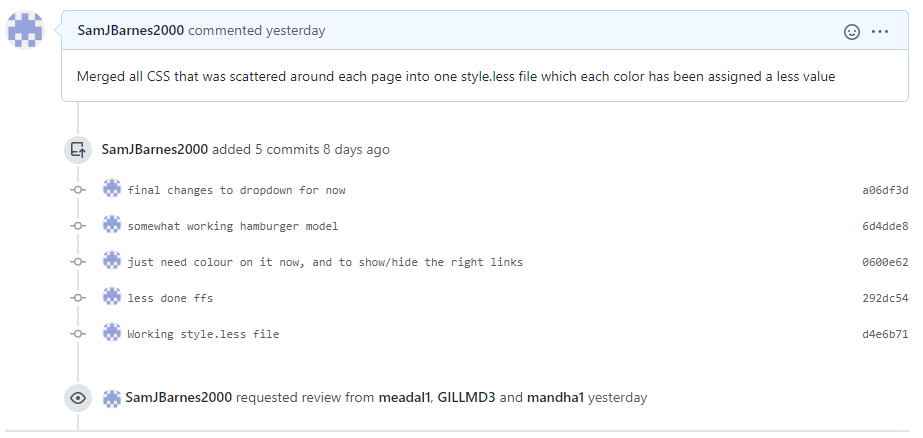 SamJBarnes2000 commented yesterday
Merged all CSS that was scattered around each page into one style.less file which each color has been assigned a less value
SamJBarnes2000 added 5 commits 8 days ago
final changes to dropdown for now a06df3d
somewhat working hamburger model 6d4dde8
just need colour on it now, and to show/hide the right links 0600e62
less done ffs 292dc54
Working style.less file d4e6b71
SamJBarnes2000 requested review from meadal1, GILLMD3 and mandha1 yesterday